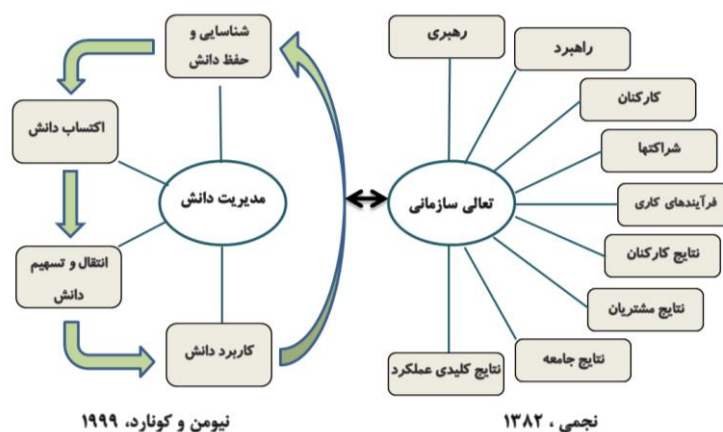 شناسایی و
حفظ دانش
اکتساب دانش
مدیریت دانش
انتقال و تسهیم
دانش
کاربرد دانش
نیومن و کونارد، ۱۹۹۹
رهبری
راهبرد
کارکنان
شراکتها
فرآیندهای کاری
تعالی سازمانی
نتایج کارکنان
نتایج مشتریان
نتایج جامعه
نتایج کلیدی عملکرد
نجمی ، ۱۳۸۲